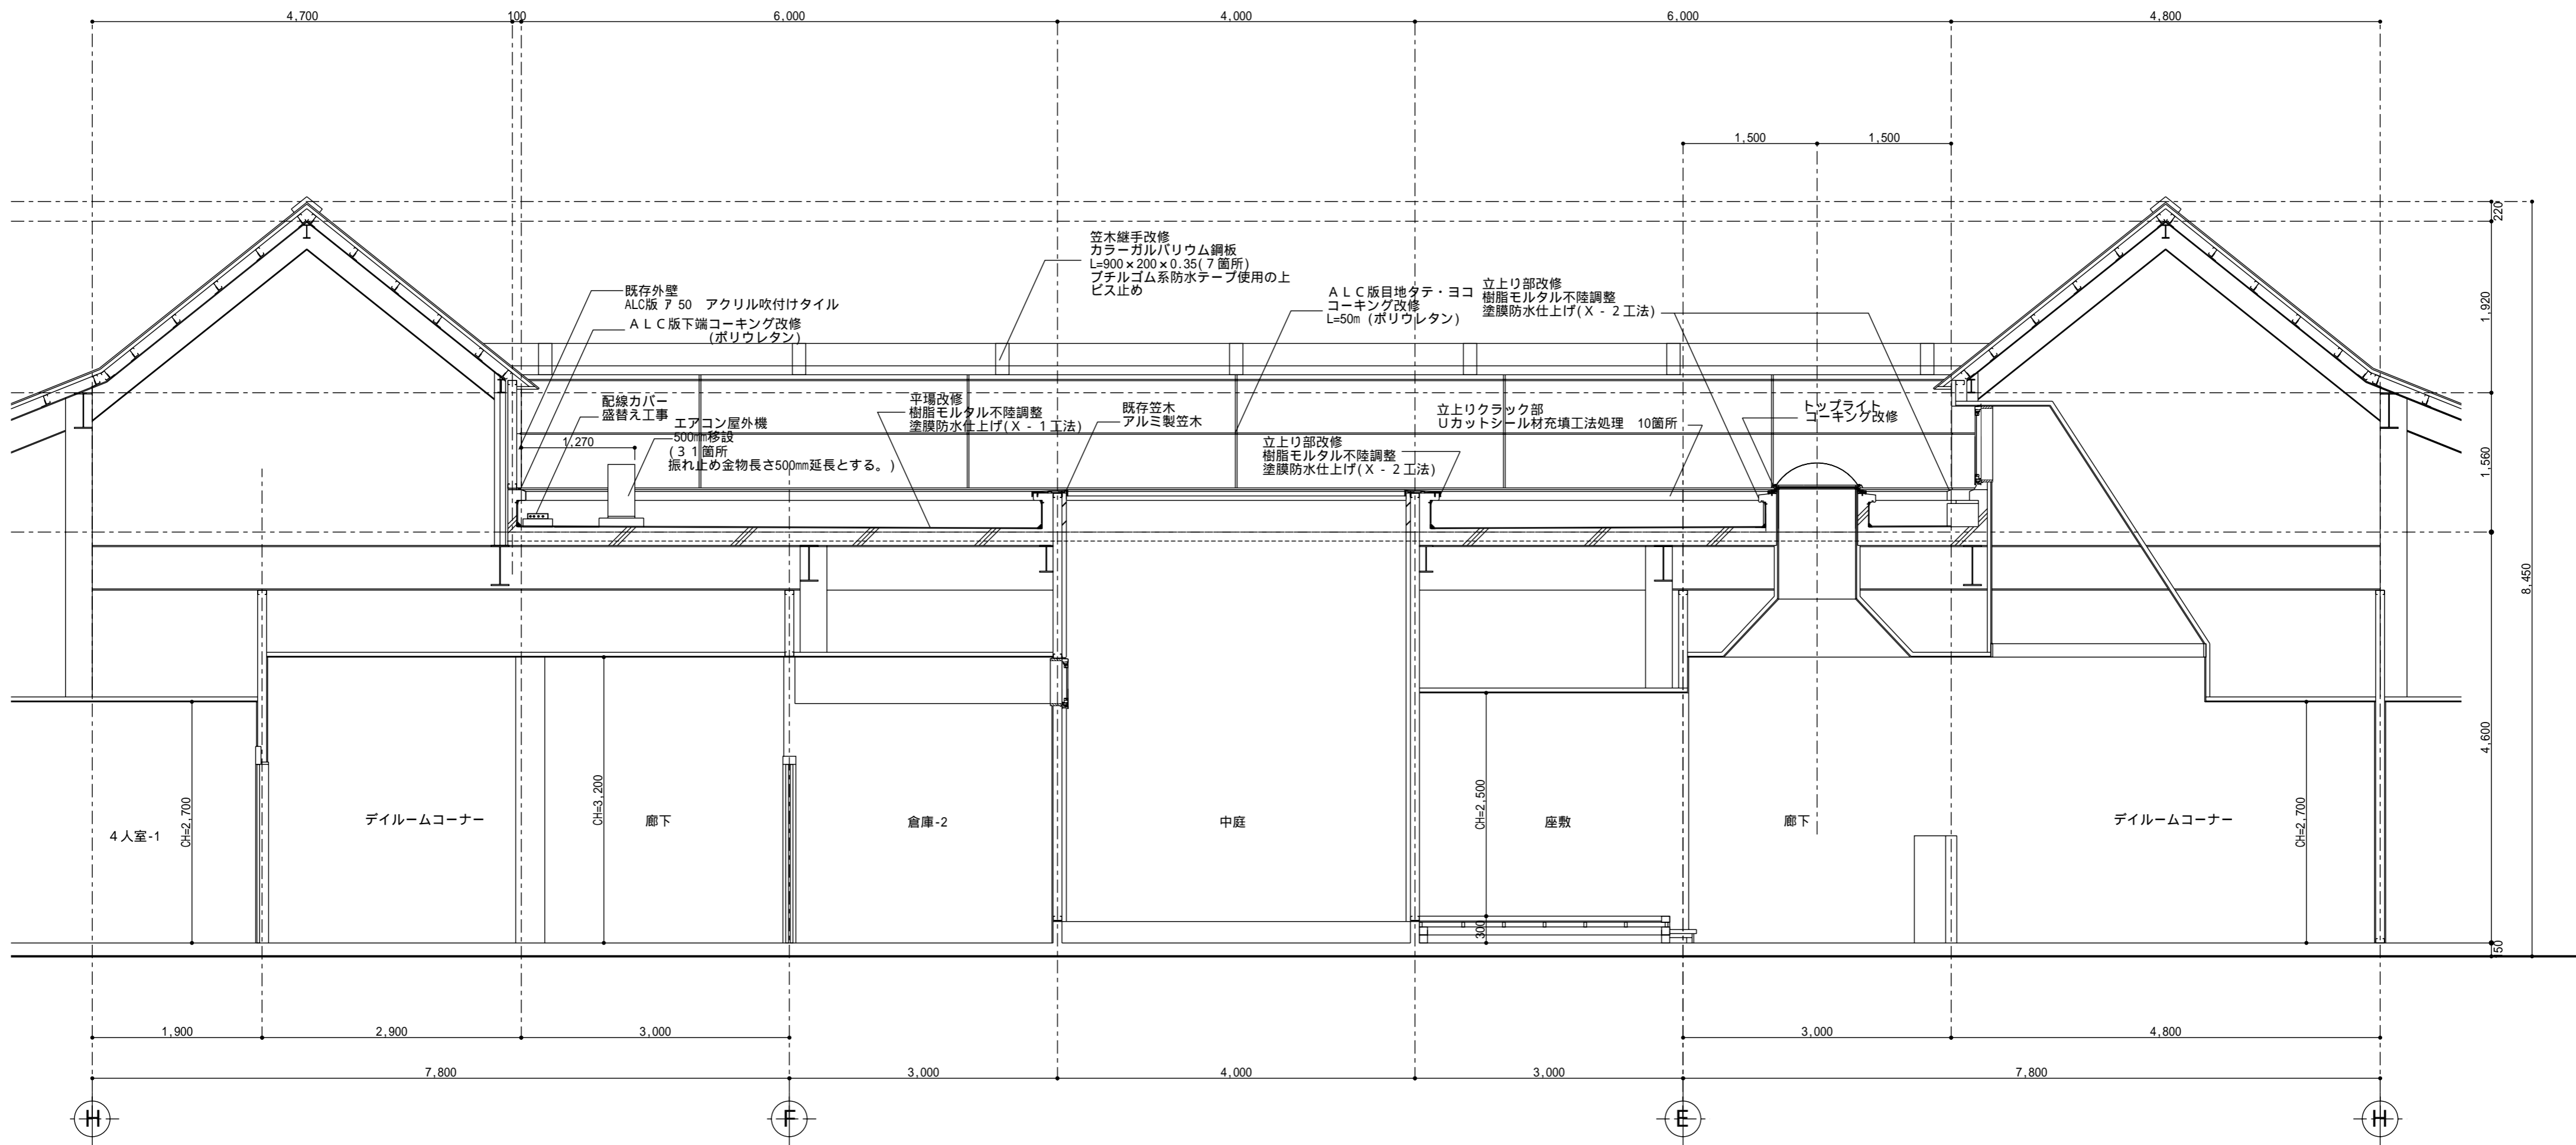 4,700
100
6,000
4,000
6,000
4,800
1,500
1,500
220
1,920
1,560
8,450
4,600
150
笠木継手改修
カラーガルバリウム鋼板
L=900×200×0.35(７箇所)
ブチルゴム系防水テープ使用の上
ビス止め
既存外壁
ALC版 ア 50　アクリル吹付けタイル
ＡＬＣ版下端コーキング改修
(ポリウレタン)
ＡＬＣ版目地タテ・ヨコ
コーキング改修
L=50m (ポリウレタン)
立上り部改修
樹脂モルタル不陸調整
塗膜防水仕上げ(Ｘ - ２工法)
配線カバー
盛替え工事
1,270
エアコン屋外機
500mm移設
(３１箇所
振れ止め金物長さ500mm延長とする。)
平場改修
樹脂モルタル不陸調整
塗膜防水仕上げ(Ｘ - １工法)
既存笠木
アルミ製笠木
立上り部改修
樹脂モルタル不陸調整
塗膜防水仕上げ(Ｘ - ２工法)
立上りクラック部
Ｕカットシール材充填工法処理　10箇所
トップライト
コーキング改修
４人室-1
CH=2,700
デイルームコーナー
CH=3,200
廊下
倉庫-2
中庭
CH=2,500
300
座敷
廊下
デイルームコーナー
CH=2,700
1,900
2,900
3,000
3,000
4,800
7,800
3,000
4,000
3,000
7,800
H
F
E
H